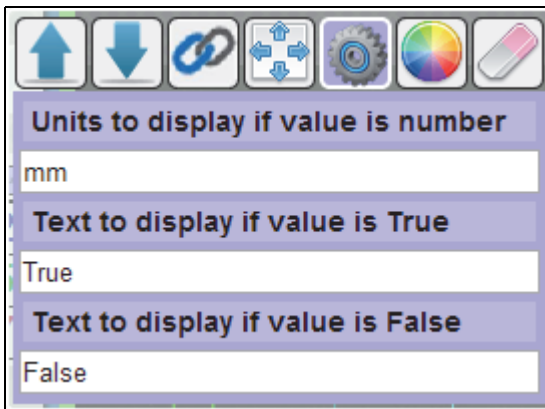 Units to display if value is number
mm
Text to display if value is True
True
Text to display if value is False
False